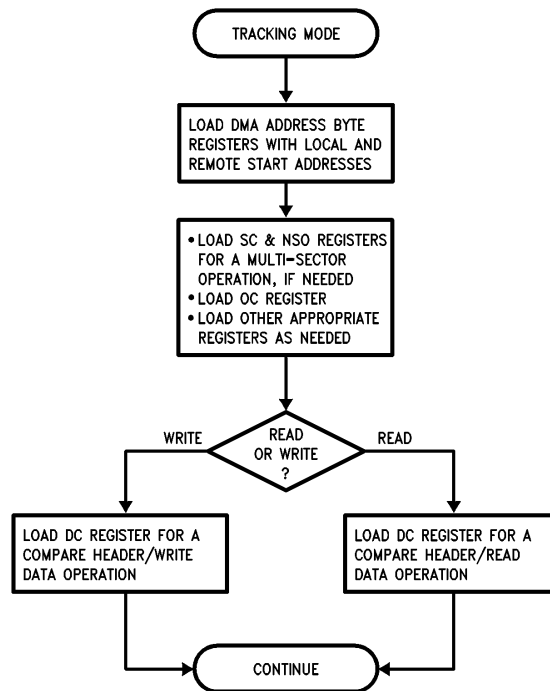 TRACKING MODE
LOAD DMA ADDRESS BYTE
REGISTERS WITH LOCAL AND
REMOTE START ADDRESSES
• LOAD SC & NSO REGISTERS
FOR A MULTI-SECTOR
OPERATION, IF NEEDED
• LOAD OC REGISTER
• LOAD OTHER APPROPRIATE
REGISTERS AS NEEDED
WRITE
READ
OR WRITE
?
READ
LOAD DC REGISTER FOR A
COMPARE HEADER/WRITE
DATA OPERATION
LOAD DC REGISTER FOR A
COMPARE HEADER/READ
DATA OPERATION
CONTINUE